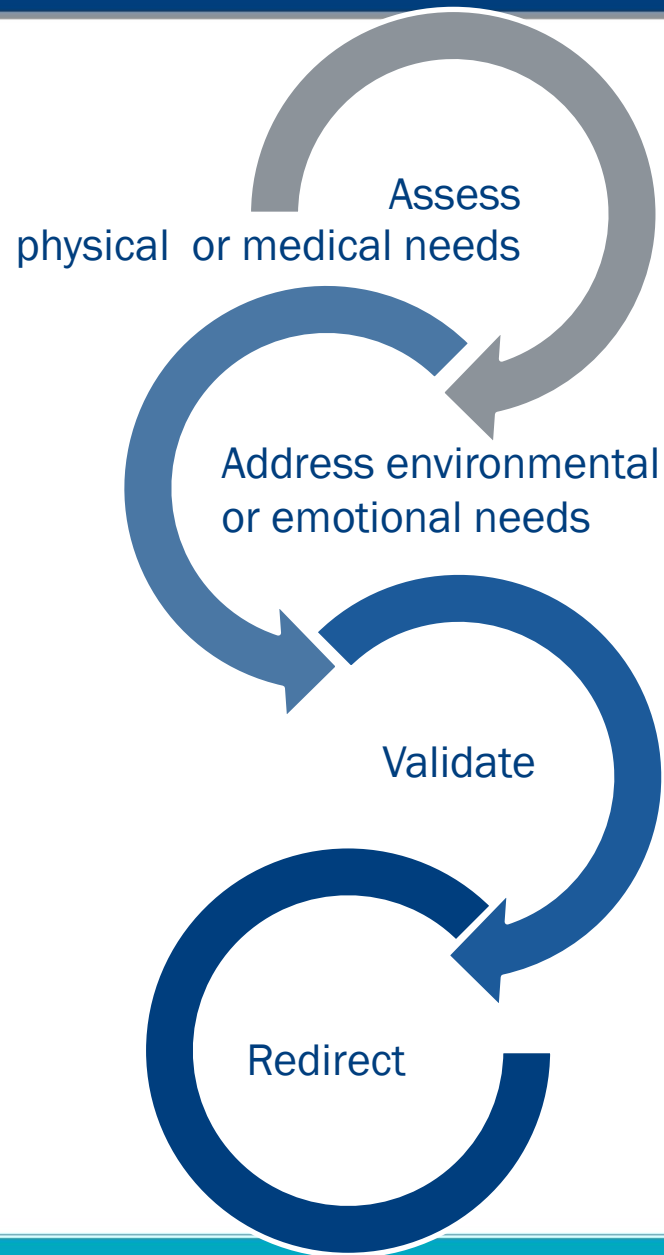 Assess
physical or medical needs
Address environmental
or emotional needs
Validate
Redirect